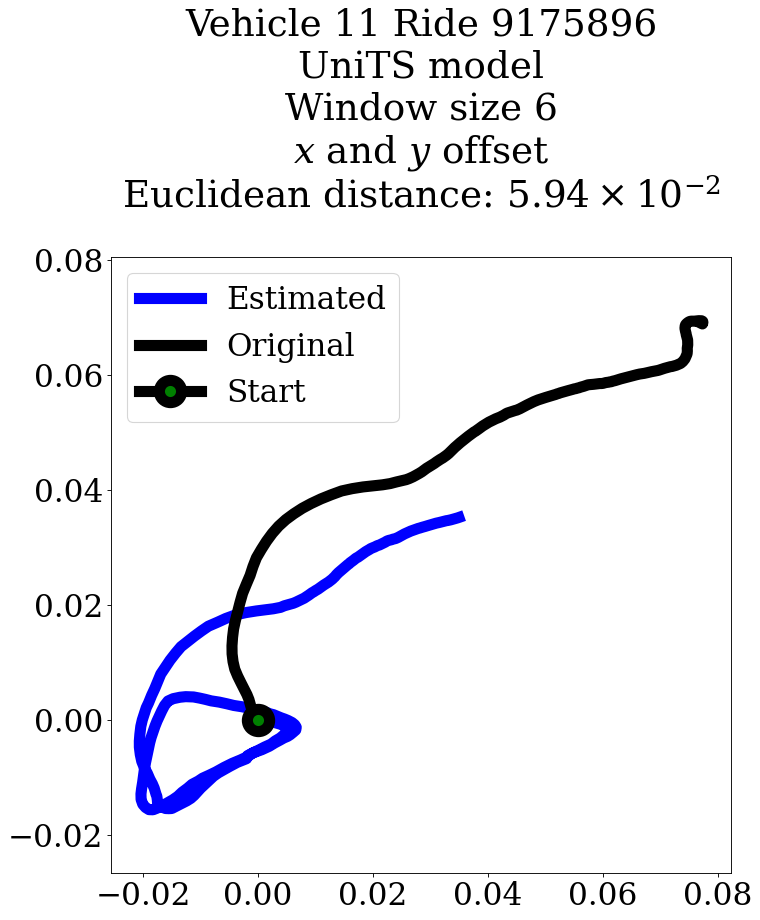 Vehicle 11 Ride 9175896
UniTS model
Window size 6
x and y offset
Euclidean distance: 5.94 × 10⁻²
0.08
0.06
0.04
0.02
0.00
−0.02
Estimated
Original
Start
−0.02 0.00 0.02 0.04 0.06 0.08